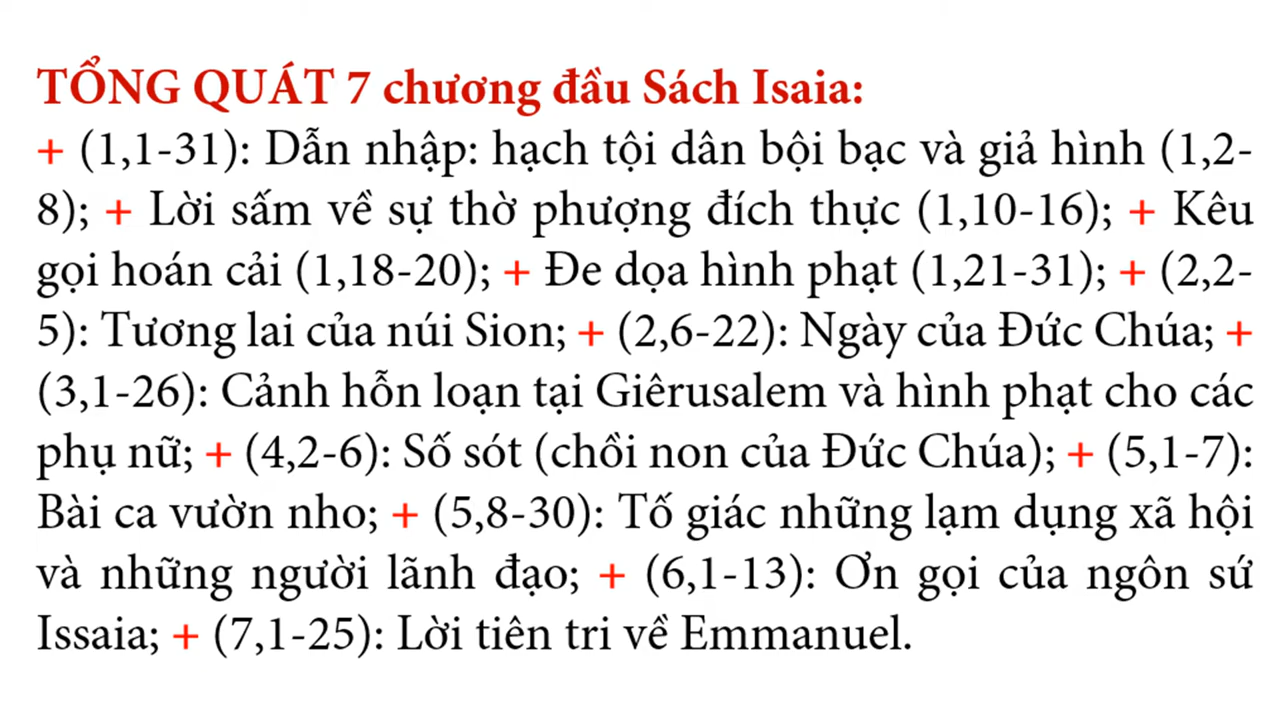 TỔNG QUÁT 7 chương đầu Sách Isaia:
+ (1,1-31): Dẫn nhập: hạch tội dân bội bạc và giả hình (1,2-
8); + Lời sấm về sự thờ phượng đích thực (1,10-16); + Kêu
gọi hoán cải (1,18-20); + Đe dọa hình phạt (1,21-31); + (2,2-
5): Tương lai của núi Sion; + (2,6-22): Ngày của Đức Chúa; +
(3,1-26): Cảnh hỗn loạn tại Giêrusalem và hình phạt cho các
phụ nữ; + (4,2-6): Số sót (chồi non của Đức Chúa); + (5,1-7):
Bài ca vườn nho; + (5,8-30): Tố giác những lạm dụng xã hội
và những người lãnh đạo; + (6,1-13): Ơn gọi của ngôn sứ
Issaia; + (7,1-25): Lời tiên tri về Emmanuel.